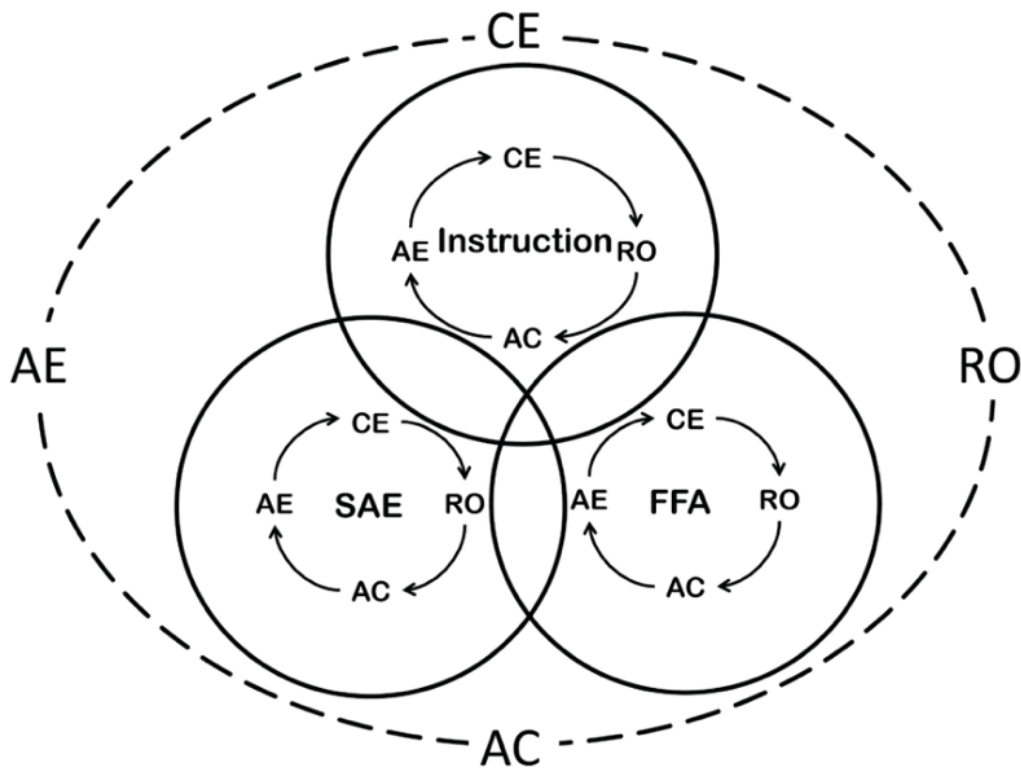 CE
CE
AE Instruction RO
AC
AE
RO
CE
CE
AE SAE RO
AE FFA RO
AC
AC
AC